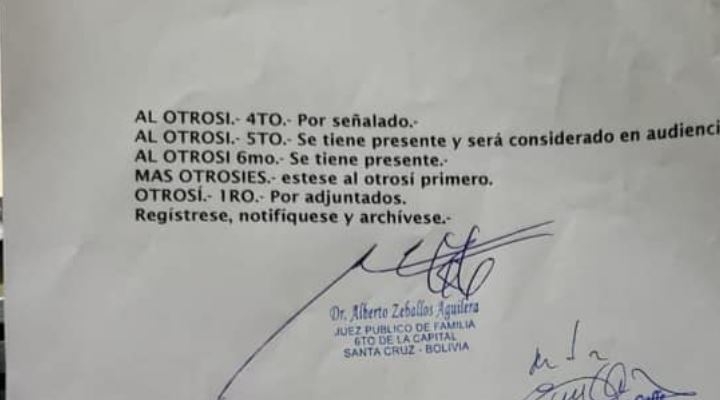 AL OTROSI.- 4TO.- Por señalado.-
AL OTROSI.- 5TO.- Se tiene presente y será considerado en audienci
AL OTROSI 6mo.- Se tiene presente.-
MAS OTROSIES.- estese al otrosí primero.
OTROSÍ.- 1RO.- Por adjuntados.
Regístrese, notifíquese y archívese.-
Dr. Alberto Zeballos Aguilera
JUEZ PUBLICO DE FAMILIA
6TO DE LA CAPITAL
SANTA CRUZ - BOLIVIA